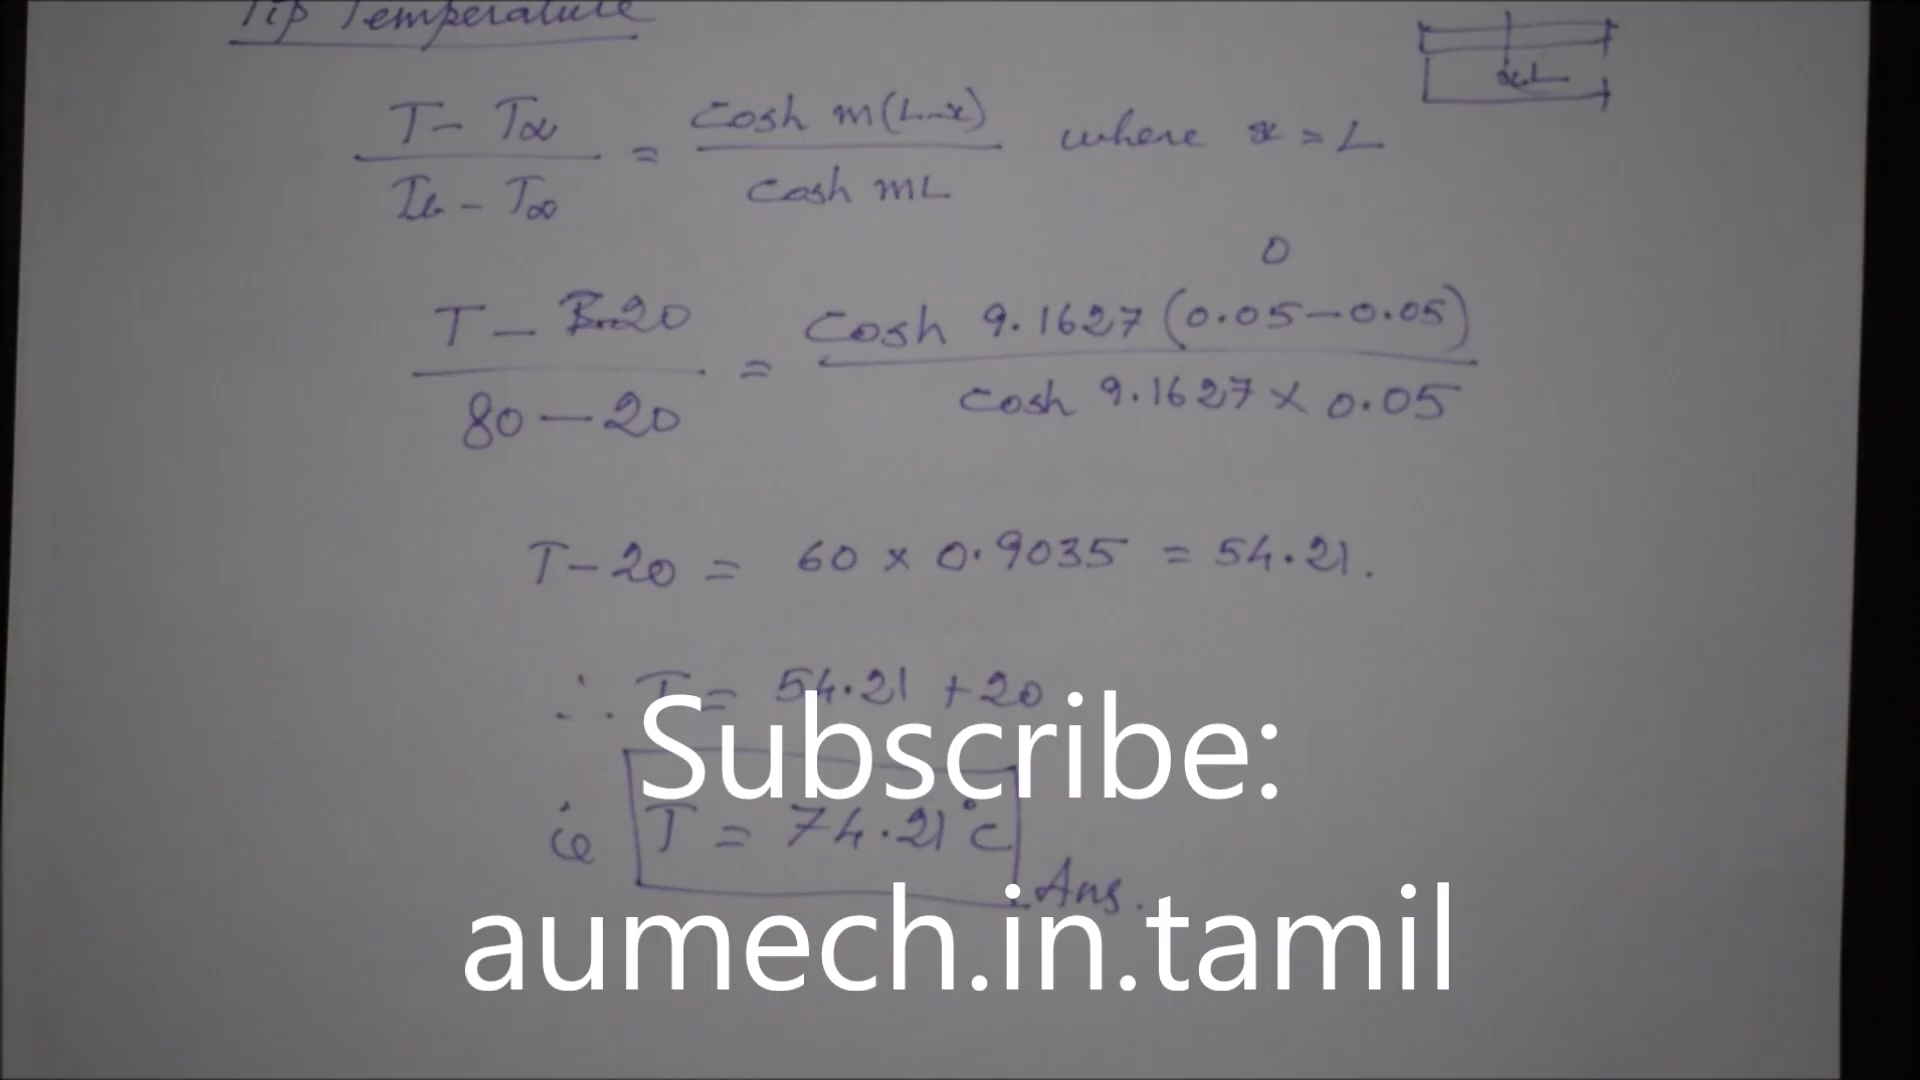 Tip Temperature
T - T∞ / Tb - T∞ = Cosh m(L-x) / Cosh mL where x = L
0
T - 20 / 80 - 20 = Cosh 9.1627 (0.05-0.05) / Cosh 9.1627 × 0.05
T - 20 = 60 × 0.9035 = 54.21.
∴ T = 54.21 + 20
Subscribe:
ie T = 74.21°C Ans.
aumech.in.tamil